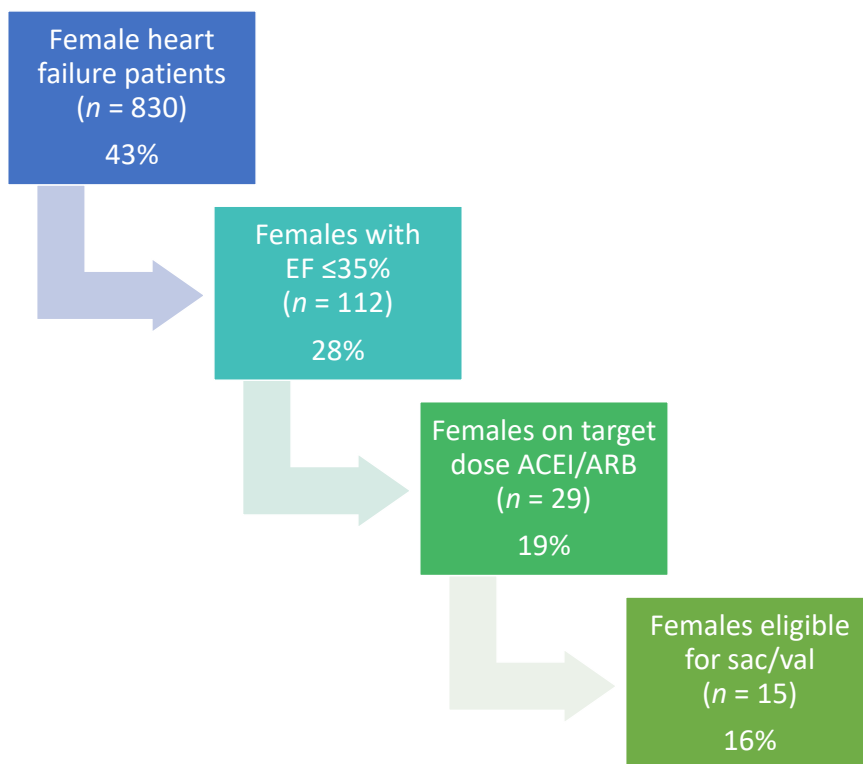 Female heart
failure patients
(n = 830)
43%
Females with
EF ≤35%
(n = 112)
28%
Females on target
dose ACEI/ARB
(n = 29)
19%
Females eligible
for sac/val
(n = 15)
16%